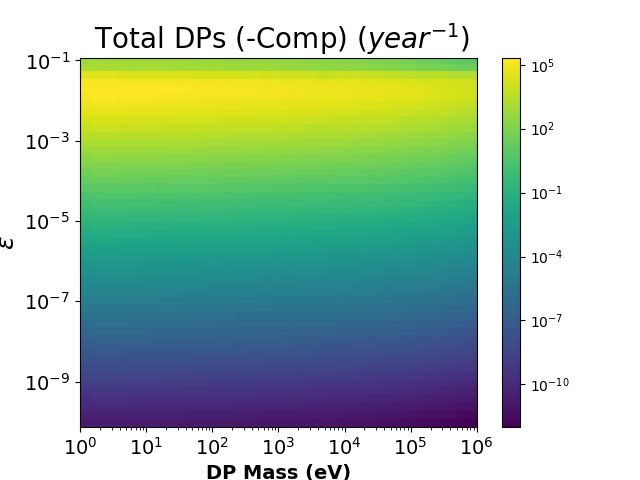 Total DPs (-Comp) (year⁻¹)
10⁻¹
10⁻³
10⁻⁵
10⁻⁷
10⁻⁹
ε
10⁰ 10¹ 10² 10³ 10⁴ 10⁵ 10⁶
DP Mass (eV)
10⁵
10²
10⁻¹
10⁻⁴
10⁻⁷
10⁻¹⁰